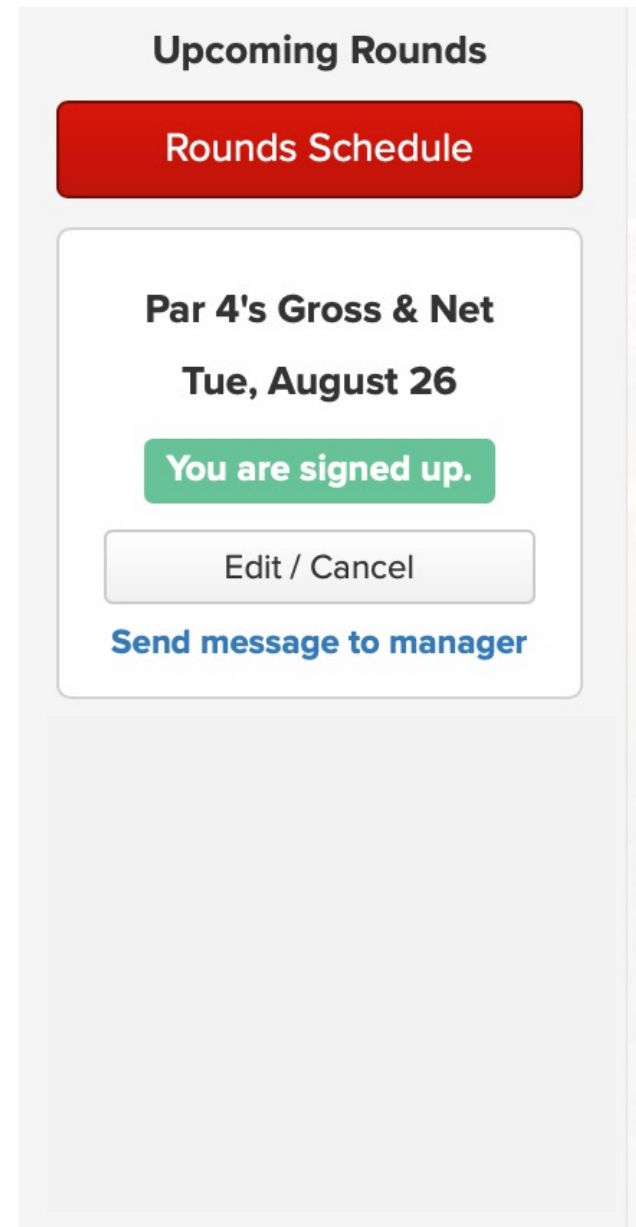 Upcoming Rounds
Rounds Schedule
Par 4's Gross & Net
Tue, August 26
You are signed up.
Edit / Cancel
Send message to manager